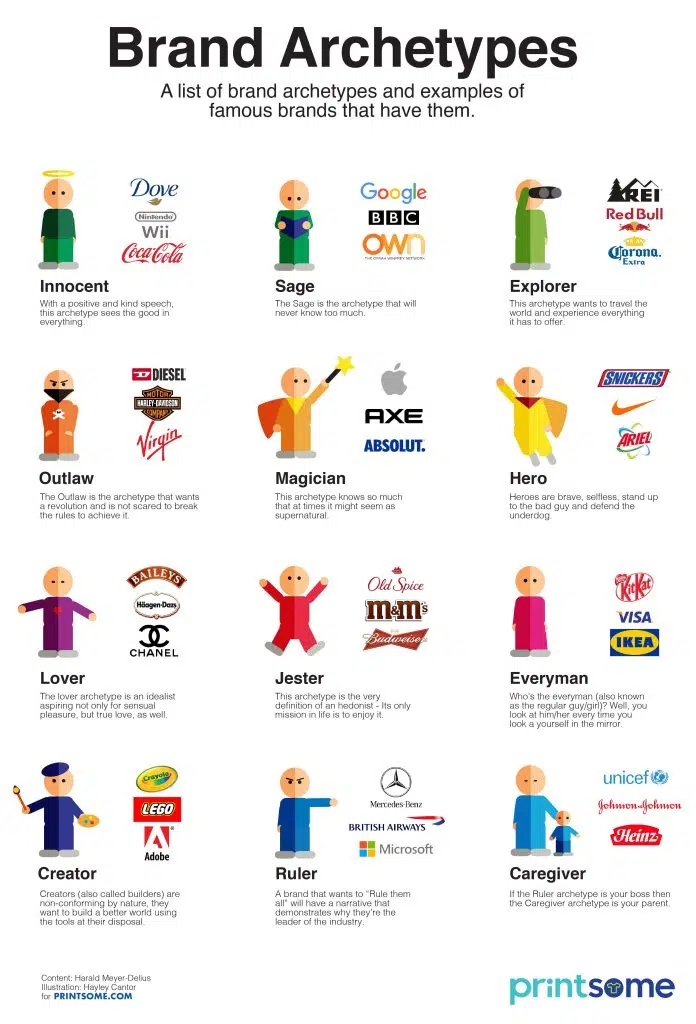 Brand Archetypes
A list of brand archetypes and examples of
famous brands that have them.
Dove
Nintendo
Wii
Coca-Cola
Innocent
With a positive and kind speech,
this archetype sees the good in
everything.
Google
BBC
OWN
THE OPRAH WINFREY NETWORK
Sage
The Sage is the archetype that will
never know too much.
REI
Red Bull
Corona.
Extra
Explorer
This archetype wants to travel the
world and experience everything
it has to offer.
DIESEL
MOTOR
HARLEY-DAVIDSON
COMPANY
Virgin
Outlaw
The Outlaw is the archetype that wants
a revolution and is not scared to break
the rules to achieve it.
AXE
ABSOLUT.
Magician
This archetype knows so much
that at times it might seem as
supernatural.
SNICKERS
ARIEL
Hero
Heroes are brave, selfless, stand up
to the bad guy and defend the
underdog.
BAILEYS
Häagen-Dazs
CHANEL
Lover
The lover archetype is an idealist
aspiring not only for sensual
pleasure, but true love, as well.
Old Spice
m&m's
Budweiser
Jester
This archetype is the very
definition of an hedonist - Its only
mission in life is to enjoy it.
KitKat
VISA
IKEA
Everyman
Who's the everyman (also known
as the regular guy/girl)? Well, you
look at him/her every time you
look a yourself in the mirror.
Crayola
LEGO
Adobe
Creator
Creators (also called builders) are
non-conforming by nature, they
want to build a better world using
the tools at their disposal.
Mercedes-Benz
BRITISH AIRWAYS
Microsoft
Ruler
A brand that wants to “Rule them
all” will have a narrative that
demonstrates why they're the
leader of the industry.
unicef
Johnson & Johnson
Heinz
Caregiver
If the Ruler archetype is your boss then
the Caregiver archetype is your parent.
Content: Harald Meyer-Delius
Illustration: Hayley Cantor
for PRINTSOME.COM
printsome